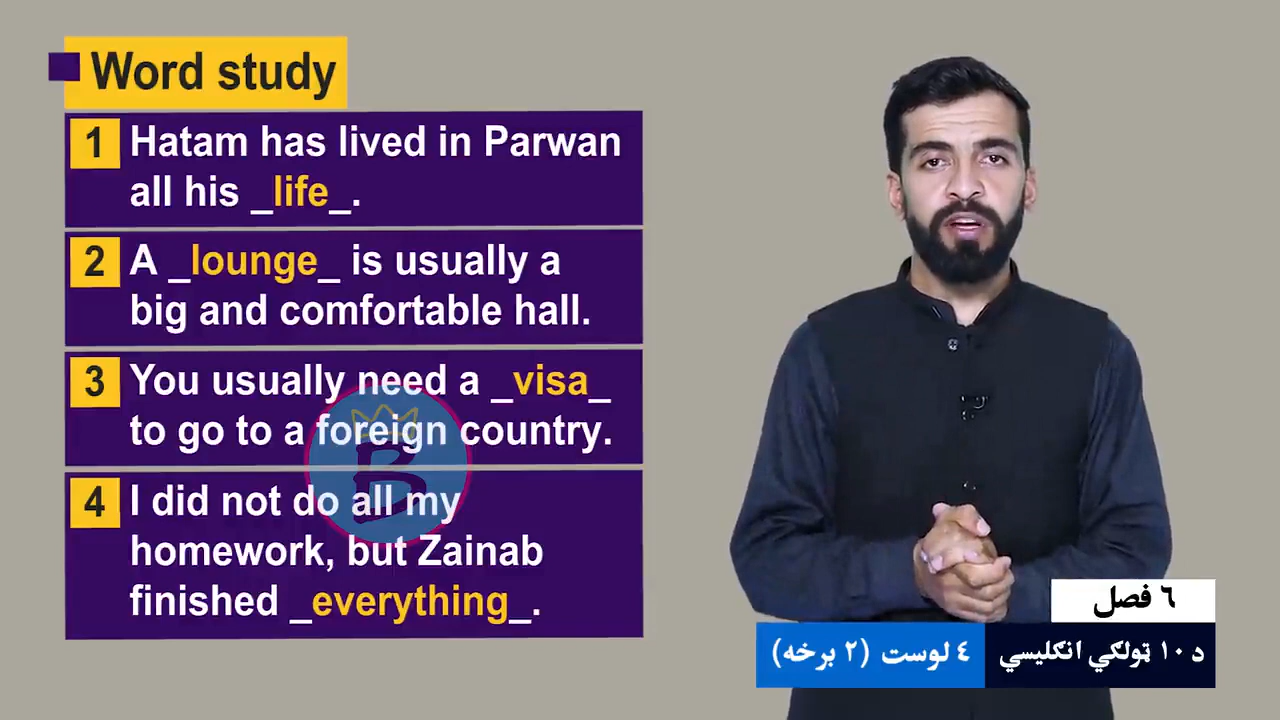 Word study
1 Hatam has lived in Parwan
all his _life_.
2 A _lounge_ is usually a
big and comfortable hall.
3 You usually need a _visa_
to go to a foreign country.
4 I did not do all my
homework, but Zainab
finished _everything_.
B
٦ فصل
د ١٠ ټولګي انګليسي
٤ لوست (٢ برخه)